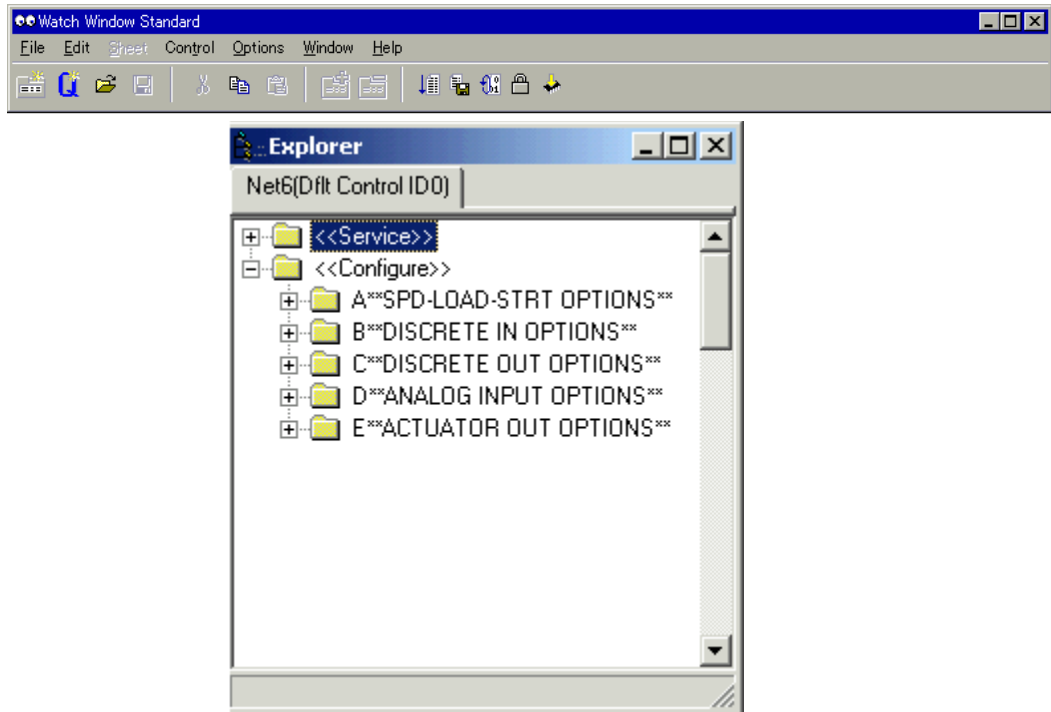 Watch Window Standard
File Edit Sheet Control Options Window Help
Explorer
Net6(Dflt Control ID0)
<<Service>>
<<Configure>>
A**SPD-LOAD-STRT OPTIONS**
B**DISCRETE IN OPTIONS**
C**DISCRETE OUT OPTIONS**
D**ANALOG INPUT OPTIONS**
E**ACTUATOR OUT OPTIONS**